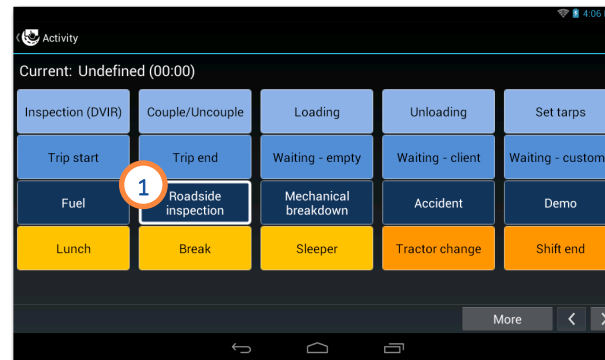 4:06
Activity
Current: Undefined (00:00)
Inspection (DVIR) Couple/Uncouple Loading Unloading Set tarps
Trip start Trip end Waiting - empty Waiting - client Waiting - custom
1
Fuel Roadside inspection Mechanical breakdown Accident Demo
Lunch Break Sleeper Tractor change Shift end
More